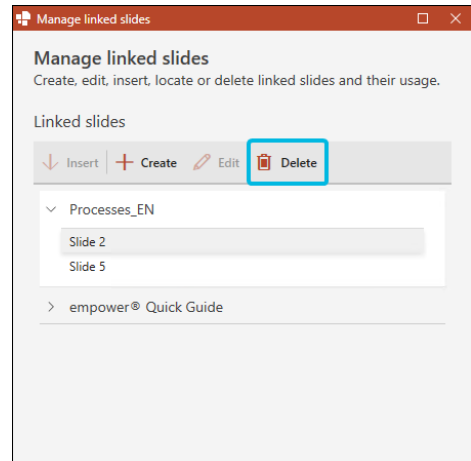 Manage linked slides
Manage linked slides
Create, edit, insert, locate or delete linked slides and their usage.
Linked slides
Insert Create Edit Delete
Processes_EN
Slide 2
Slide 5
empower® Quick Guide